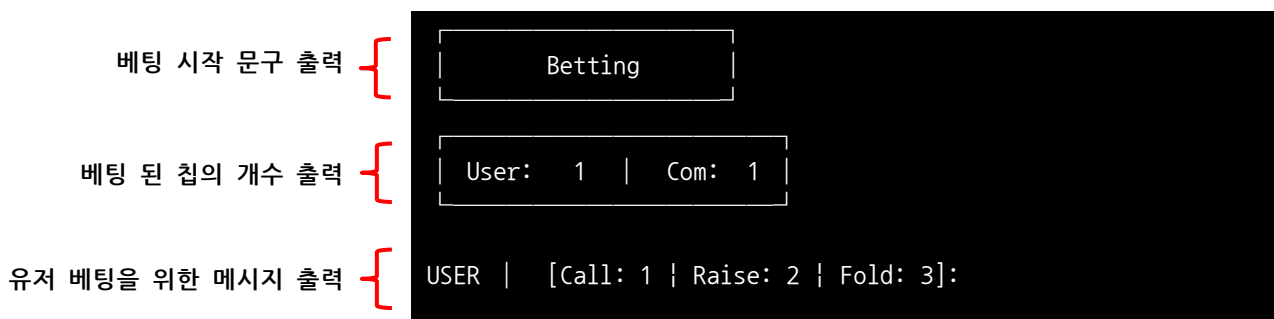 베팅 시작 문구 출력
Betting
베팅 된 칩의 개수 출력
User: 1 | Com: 1
유저 베팅을 위한 메시지 출력
USER | [Call: 1 ¦ Raise: 2 ¦ Fold: 3]: